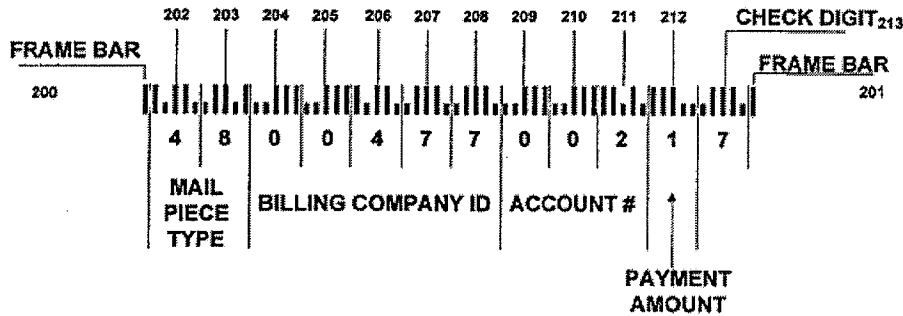 202 203 204 205 206 207 208 209 210 211 212 CHECK DIGIT213
FRAME BAR FRAME BAR
200 201
4 8 0 0 4 7 7 0 0 2 1 7
MAIL
PIECE
TYPE
BILLING COMPANY ID
ACCOUNT #
PAYMENT
AMOUNT